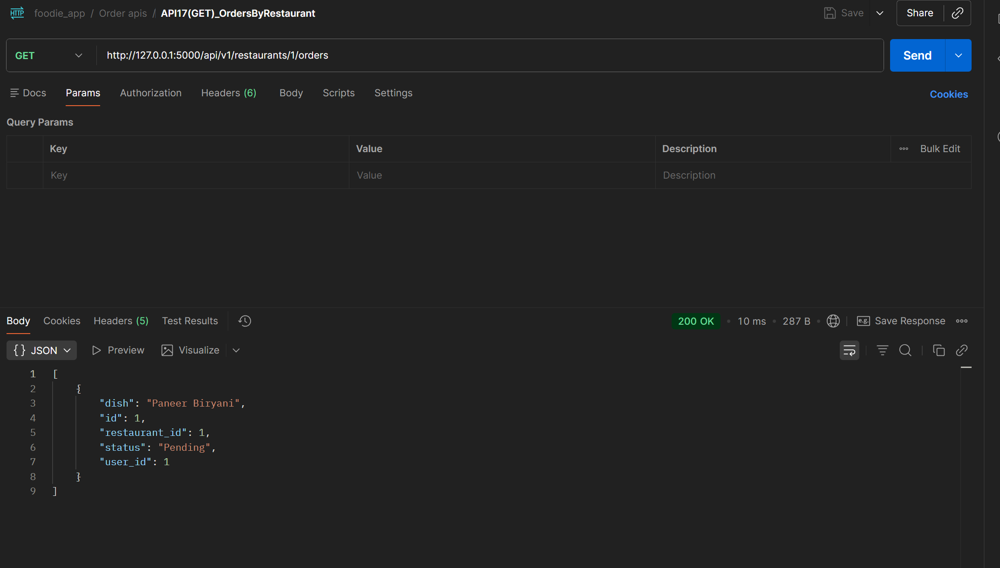 HTTP foodie_app / Order apis / API17(GET)_OrdersByRestaurant Save Share
GET http://127.0.0.1:5000/api/v1/restaurants/1/orders Send
Docs Params Authorization Headers (6) Body Scripts Settings Cookies
Query Params
Key Value Description Bulk Edit
Key Value Description
Body Cookies Headers (5) Test Results 200 OK • 10 ms • 287 B • e.g. Save Response
{} JSON Preview Visualize
1 [
2 {
3 "dish": "Paneer Biryani",
4 "id": 1,
5 "restaurant_id": 1,
6 "status": "Pending",
7 "user_id": 1
8 }
9 ]